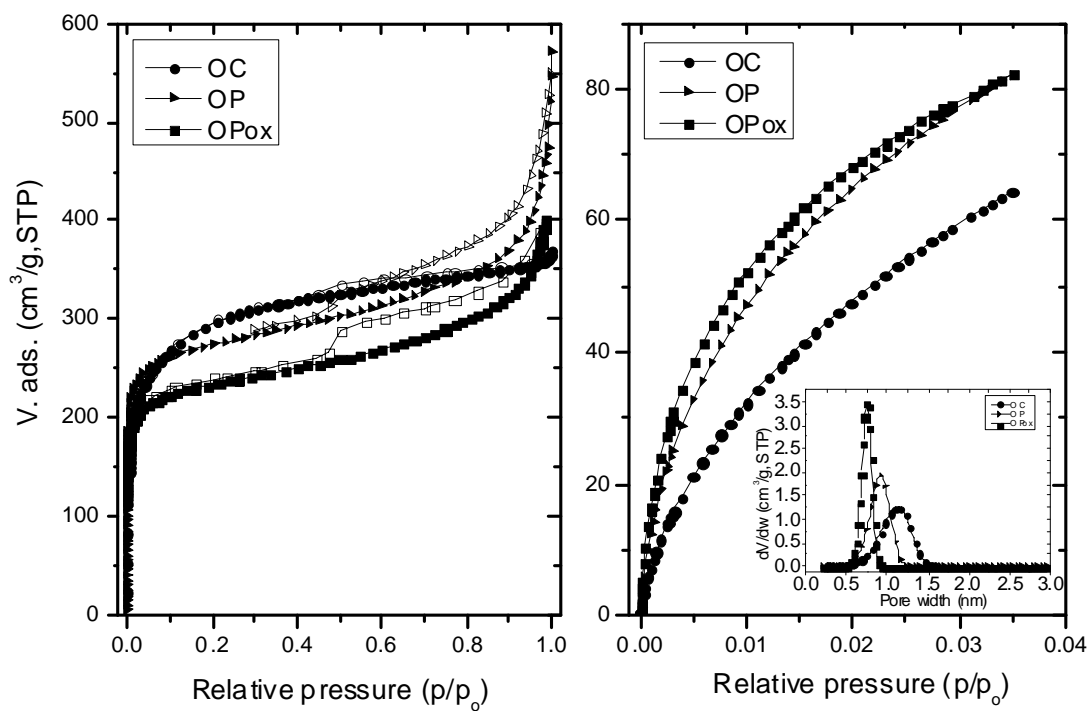 V. ads. (cm³/g, STP)
600
500
400
300
200
100
0
OC
OP
OPox
0.0 0.2 0.4 0.6 0.8 1.0
Relative pressure (p/pₒ)
80
60
40
20
0
OC
OP
OPox
0.00 0.01 0.02 0.03 0.04
Relative pressure (p/pₒ)
dV/dw (cm³/g, STP)
3.5
3.0
2.5
2.0
1.5
1.0
0.5
0.0
OC
OP
OPox
0.0 0.5 1.0 1.5 2.0 2.5 3.0
Pore width (nm)